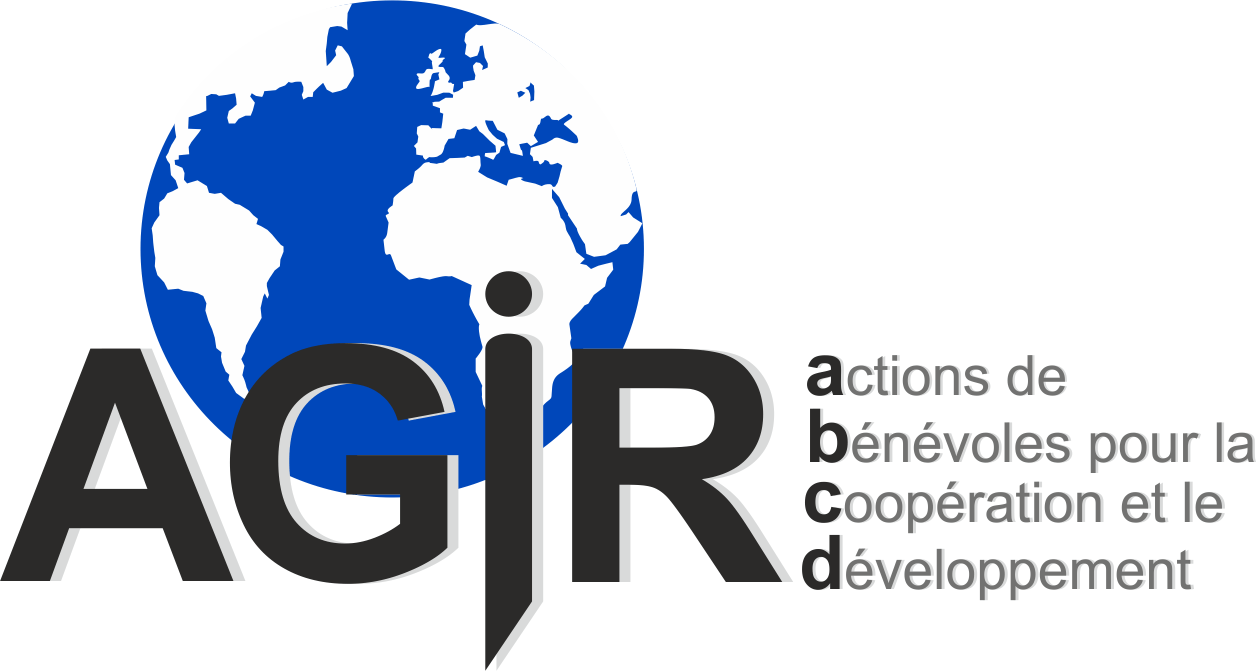 AGiR
actions de
bénévoles pour la
coopération et le
développement